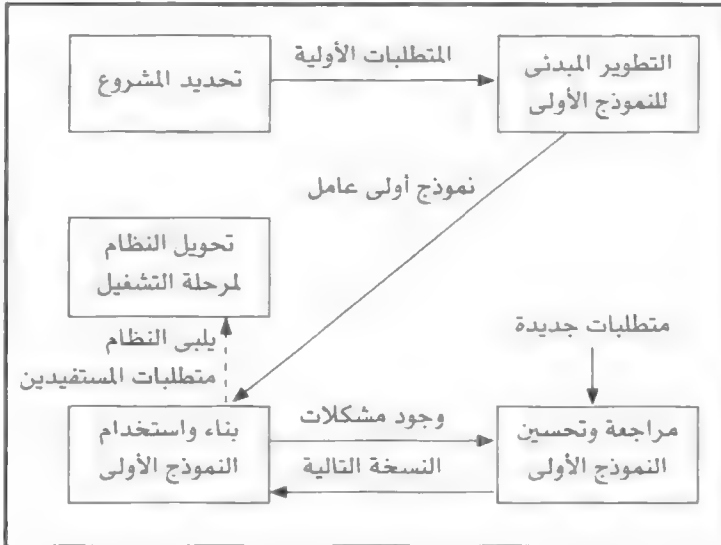 تحديد المشروع
المتطلبات الأولية
التطوير المبدئى
للنموذج الأولى
نموذج أولى عامل
تحويل النظام
لمرحلة التشغيل
يلبى النظام
متطلبات المستفيدين
متطلبات جديدة
بناء واستخدام
النموذج الأولى
وجود مشكلات
النسخة التالية
مراجعة وتحسين
النموذج الأولى